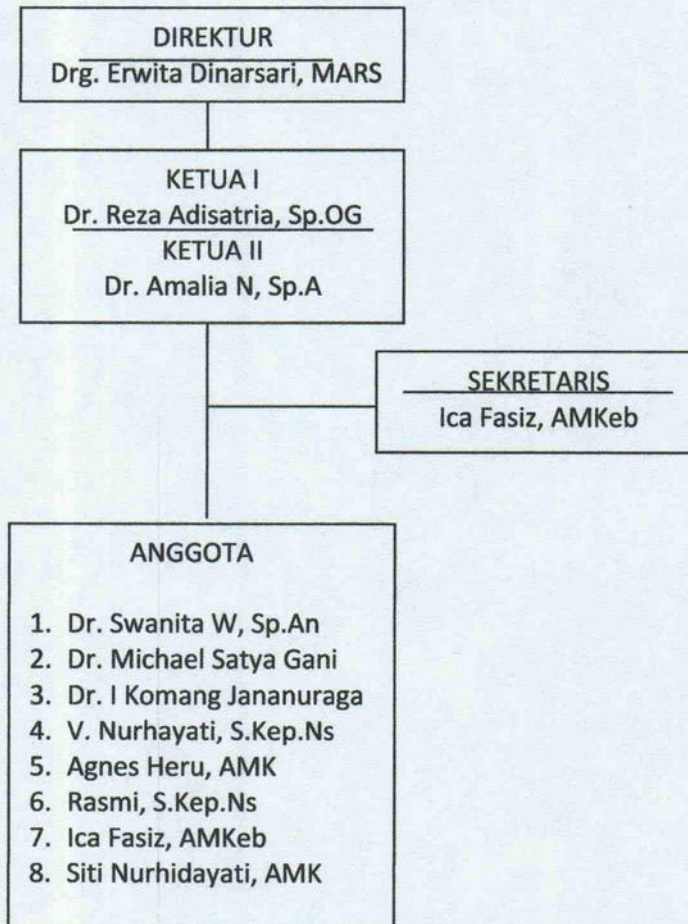 DIREKTUR
Drg. Erwita Dinarsari, MARS
KETUA I
Dr. Reza Adisatria, Sp.OG
KETUA II
Dr. Amalia N, Sp.A
SEKRETARIS
Ica Fasiz, AMKeb
ANGGOTA
1. Dr. Swanita W, Sp.An
2. Dr. Michael Satya Gani
3. Dr. I Komang Jananuraga
4. V. Nurhayati, S.Kep.Ns
5. Agnes Heru, AMK
6. Rasmi, S.Kep.Ns
7. Ica Fasiz, AMKeb
8. Siti Nurhidayati, AMK